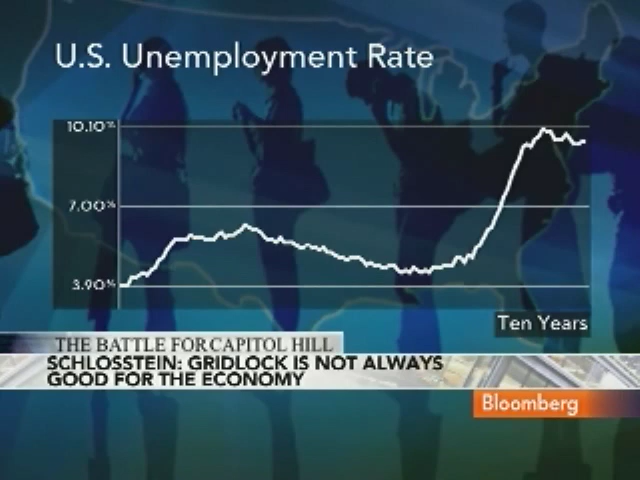 U.S. Unemployment Rate
10.10%
7.00%
3.90%
Ten Years
THE BATTLE FOR CAPITOL HILL
SCHLOSSTEIN: GRIDLOCK IS NOT ALWAYS
GOOD FOR THE ECONOMY
Bloomberg